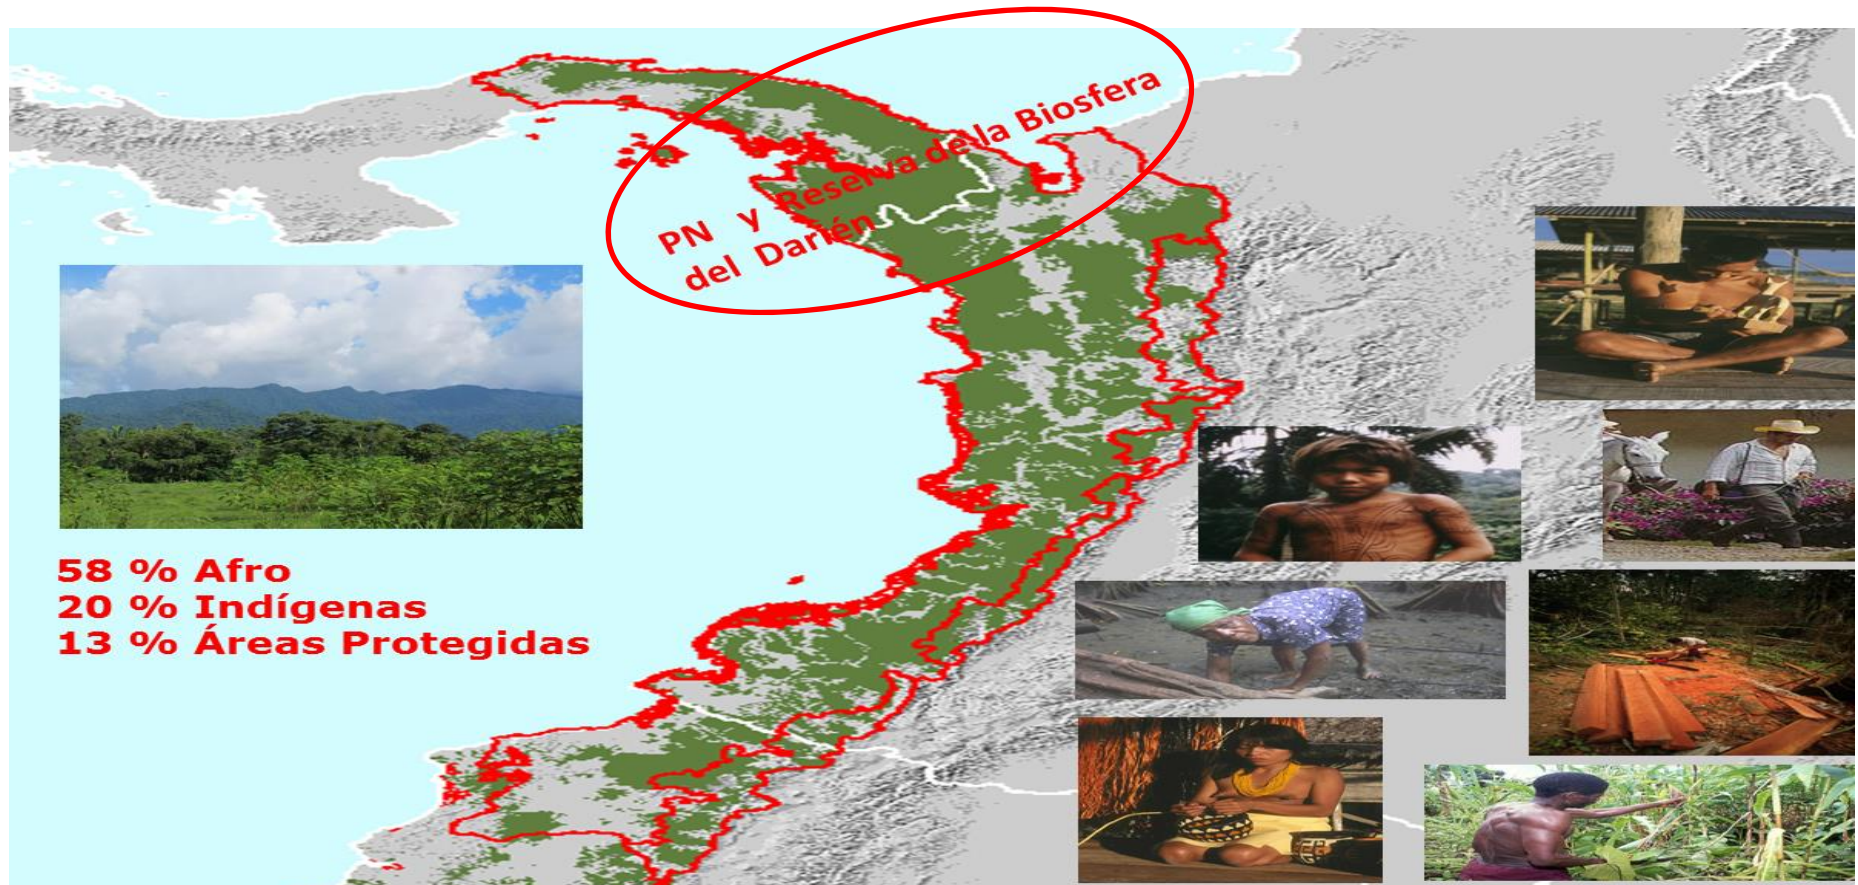 PN y Reserva de la Biosfera
del Darién
58 % Afro
20 % Indígenas
13 % Áreas Protegidas